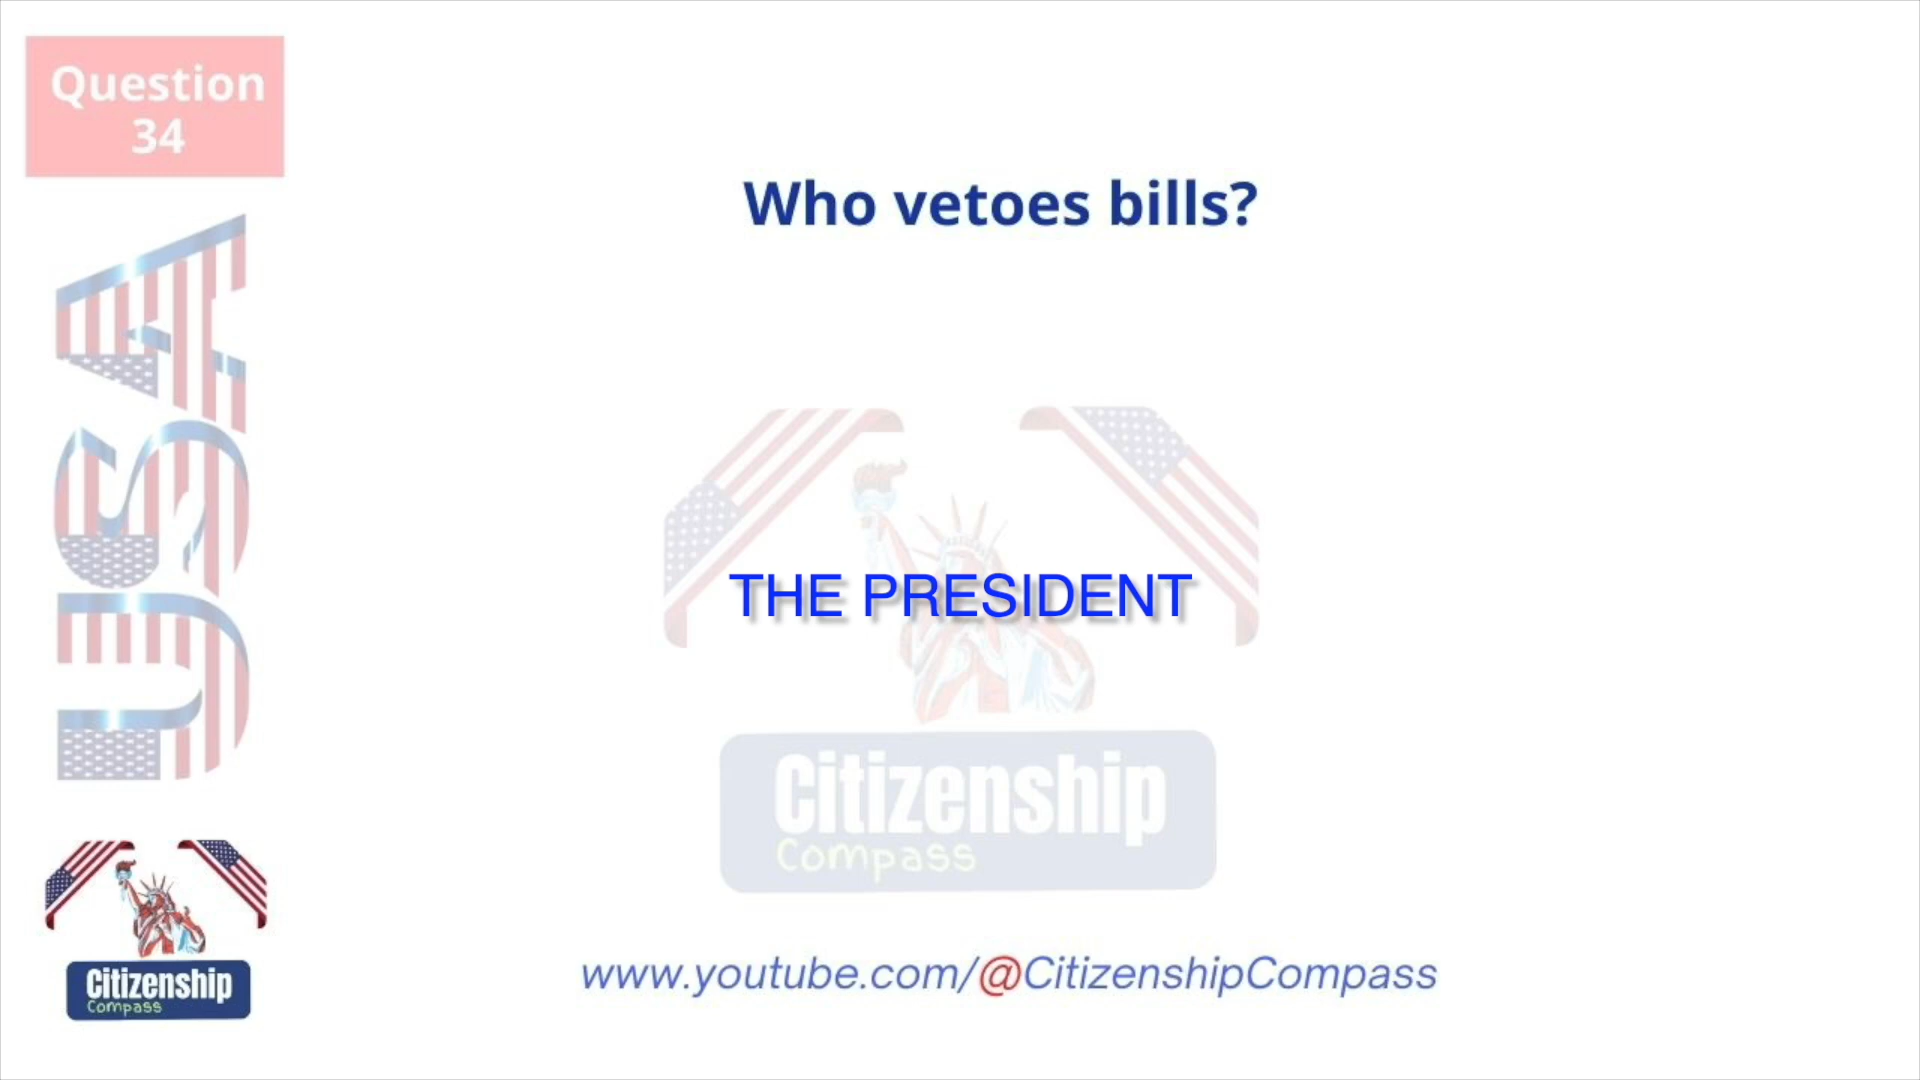 Question
34
Who vetoes bills?
USA
THE PRESIDENT
Citizenship
Compass
Citizenship
Compass
www.youtube.com/@CitizenshipCompass